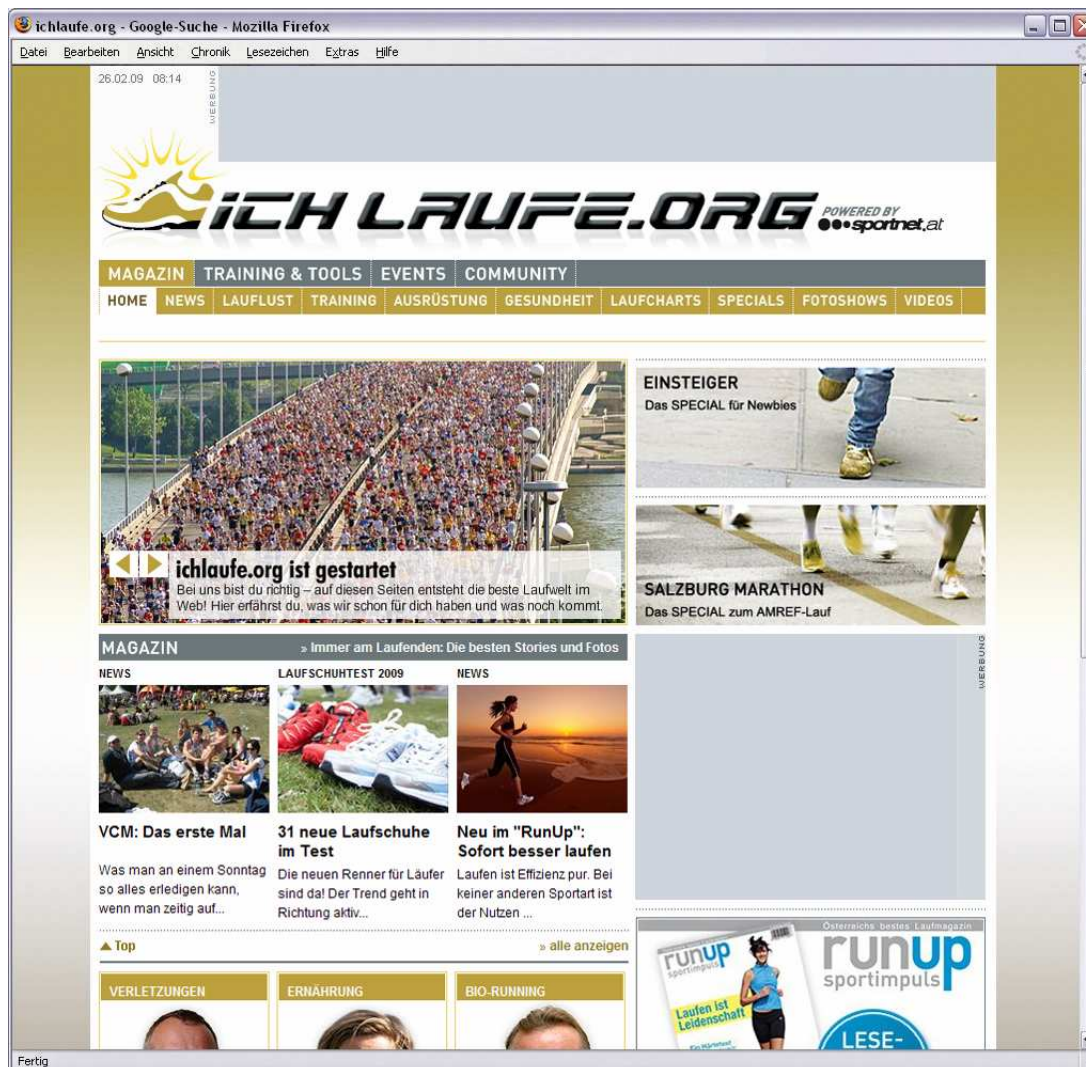 ichlaufe.org - Google-Suche - Mozilla Firefox
Datei Bearbeiten Ansicht Chronik Lesezeichen Extras Hilfe
26.02.09 08:14
WERBUNG
ICH LAUFE.ORG
POWERED BY
sportnet.at
MAGAZIN TRAINING & TOOLS EVENTS COMMUNITY
HOME NEWS LAUFLUST TRAINING AUSRÜSTUNG GESUNDHEIT LAUFCHARTS SPECIALS FOTOSHOWS VIDEOS
ichlaufe.org ist gestartet
Bei uns bist du richtig – auf diesen Seiten entsteht die beste Laufwelt im
Web! Hier erfährst du, was wir schon für dich haben und was noch kommt.
EINSTEIGER
Das SPECIAL für Newbies
SALZBURG MARATHON
Das SPECIAL zum AMREF-Lauf
MAGAZIN » Immer am Laufenden: Die besten Stories und Fotos
NEWS
VCM: Das erste Mal
Was man an einem Sonntag
so alles erledigen kann,
wenn man zeitig auf...
LAUFSCHUHTEST 2009
31 neue Laufschuhe
im Test
Die neuen Renner für Läufer
sind da! Der Trend geht in
Richtung aktiv...
NEWS
Neu im "RunUp":
Sofort besser laufen
Laufen ist Effizienz pur. Bei
keiner anderen Sportart ist
der Nutzen ...
Top » alle anzeigen
WERBUNG
VERLETZUNGEN
ERNÄHRUNG
BIO-RUNNING
Österreichs bestes Laufmagazin
runup
sportimpuls
runup
sportimpuls
Laufen ist
Leidenschaft
LESE-
Fertig